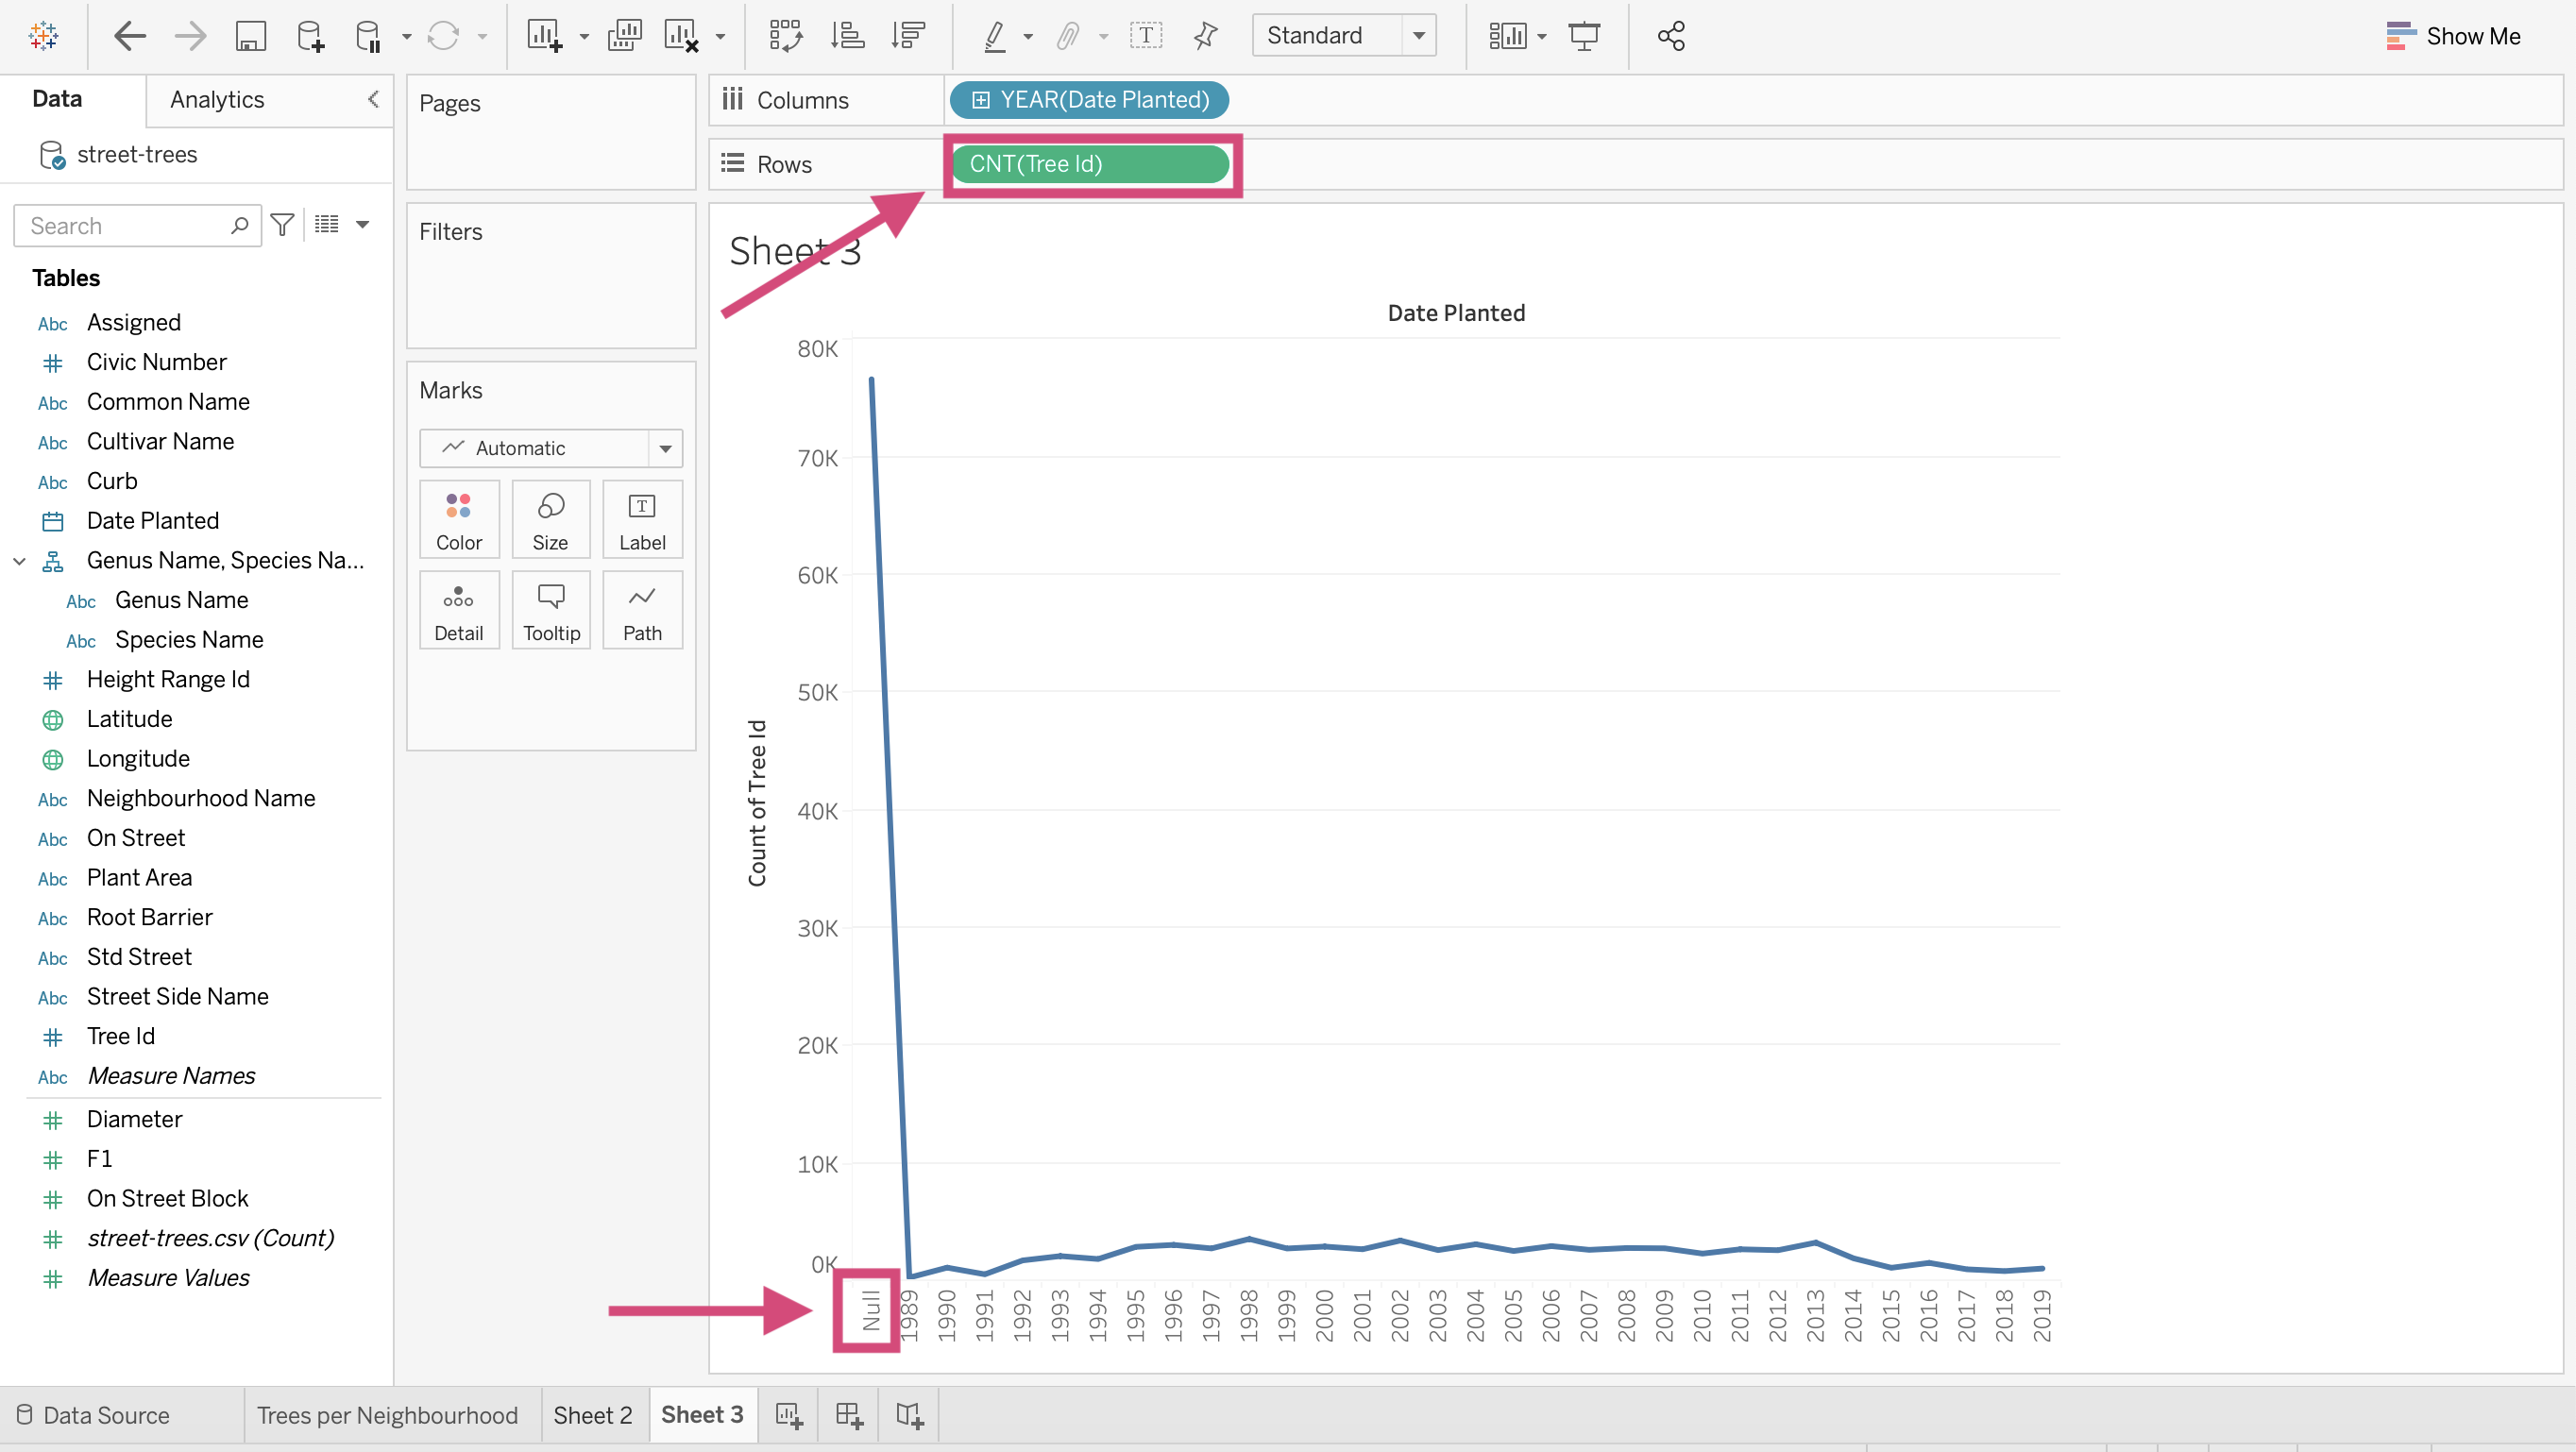 Standard
Show Me
Data
Analytics
street-trees
Search
Tables
Abc Assigned
Civic Number
Abc Common Name
Abc Cultivar Name
Abc Curb
Date Planted
Genus Name, Species Na...
Abc Genus Name
Abc Species Name
Height Range Id
Latitude
Longitude
Abc Neighbourhood Name
Abc On Street
Abc Plant Area
Abc Root Barrier
Abc Std Street
Abc Street Side Name
Tree Id
Abc Measure Names
Diameter
F1
On Street Block
street-trees.csv (Count)
Measure Values
Pages
Filters
Marks
Automatic
Color
Size
T
Label
Detail
Tooltip
Path
Columns
YEAR(Date Planted)
Rows
CNT(Tree Id)
Sheet 3
Date Planted
Count of Tree Id
80K
70K
60K
50K
40K
30K
20K
10K
0K
Null
1989
1990
1991
1992
1993
1994
1995
1996
1997
1998
1999
2000
2001
2002
2003
2004
2005
2006
2007
2008
2009
2010
2011
2012
2013
2014
2015
2016
2017
2018
2019
Data Source
Trees per Neighbourhood
Sheet 2
Sheet 3